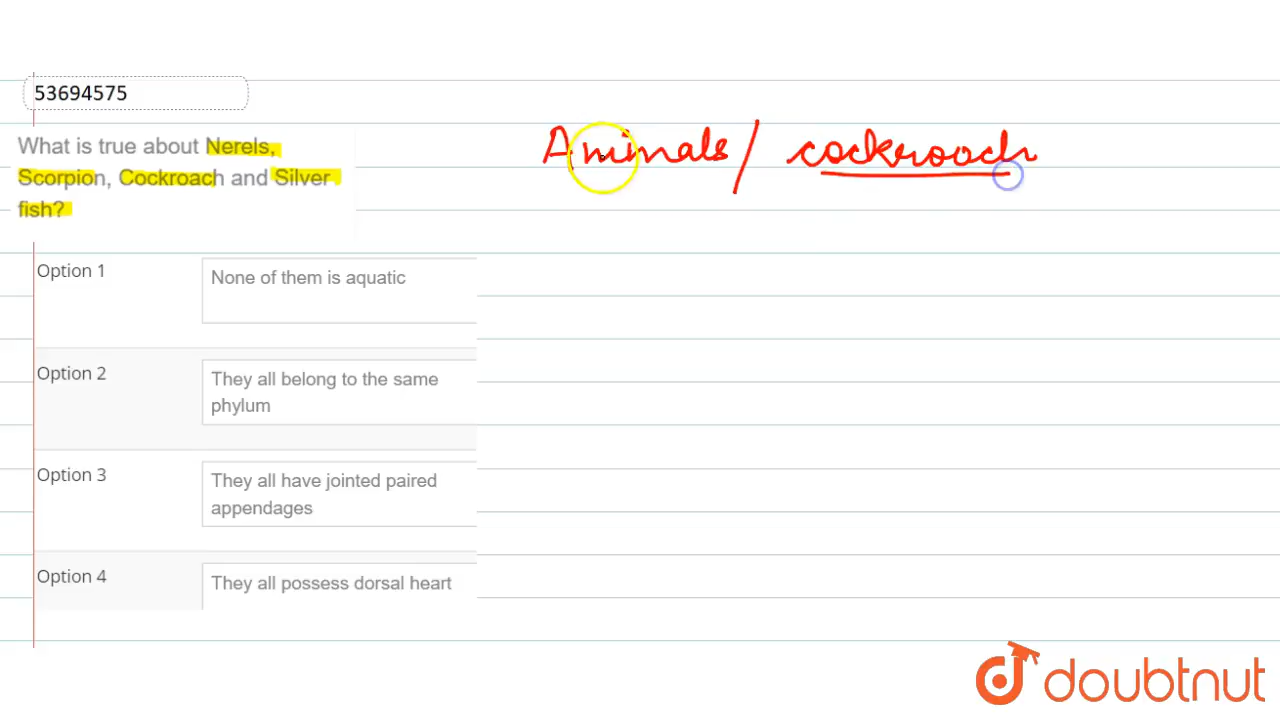 53694575
What is true about Nerels,
Scorpion, Cockroach and Silver
fish?
Animals / cockroach
Option 1
None of them is aquatic
Option 2
They all belong to the same
phylum
Option 3
They all have jointed paired
appendages
Option 4
They all possess dorsal heart
doubtnut